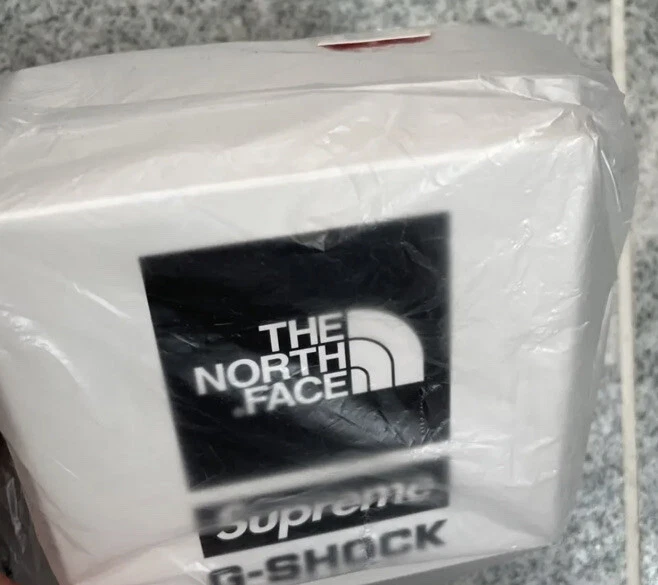 THE
NORTH
FACE
Supreme
G-SHOCK